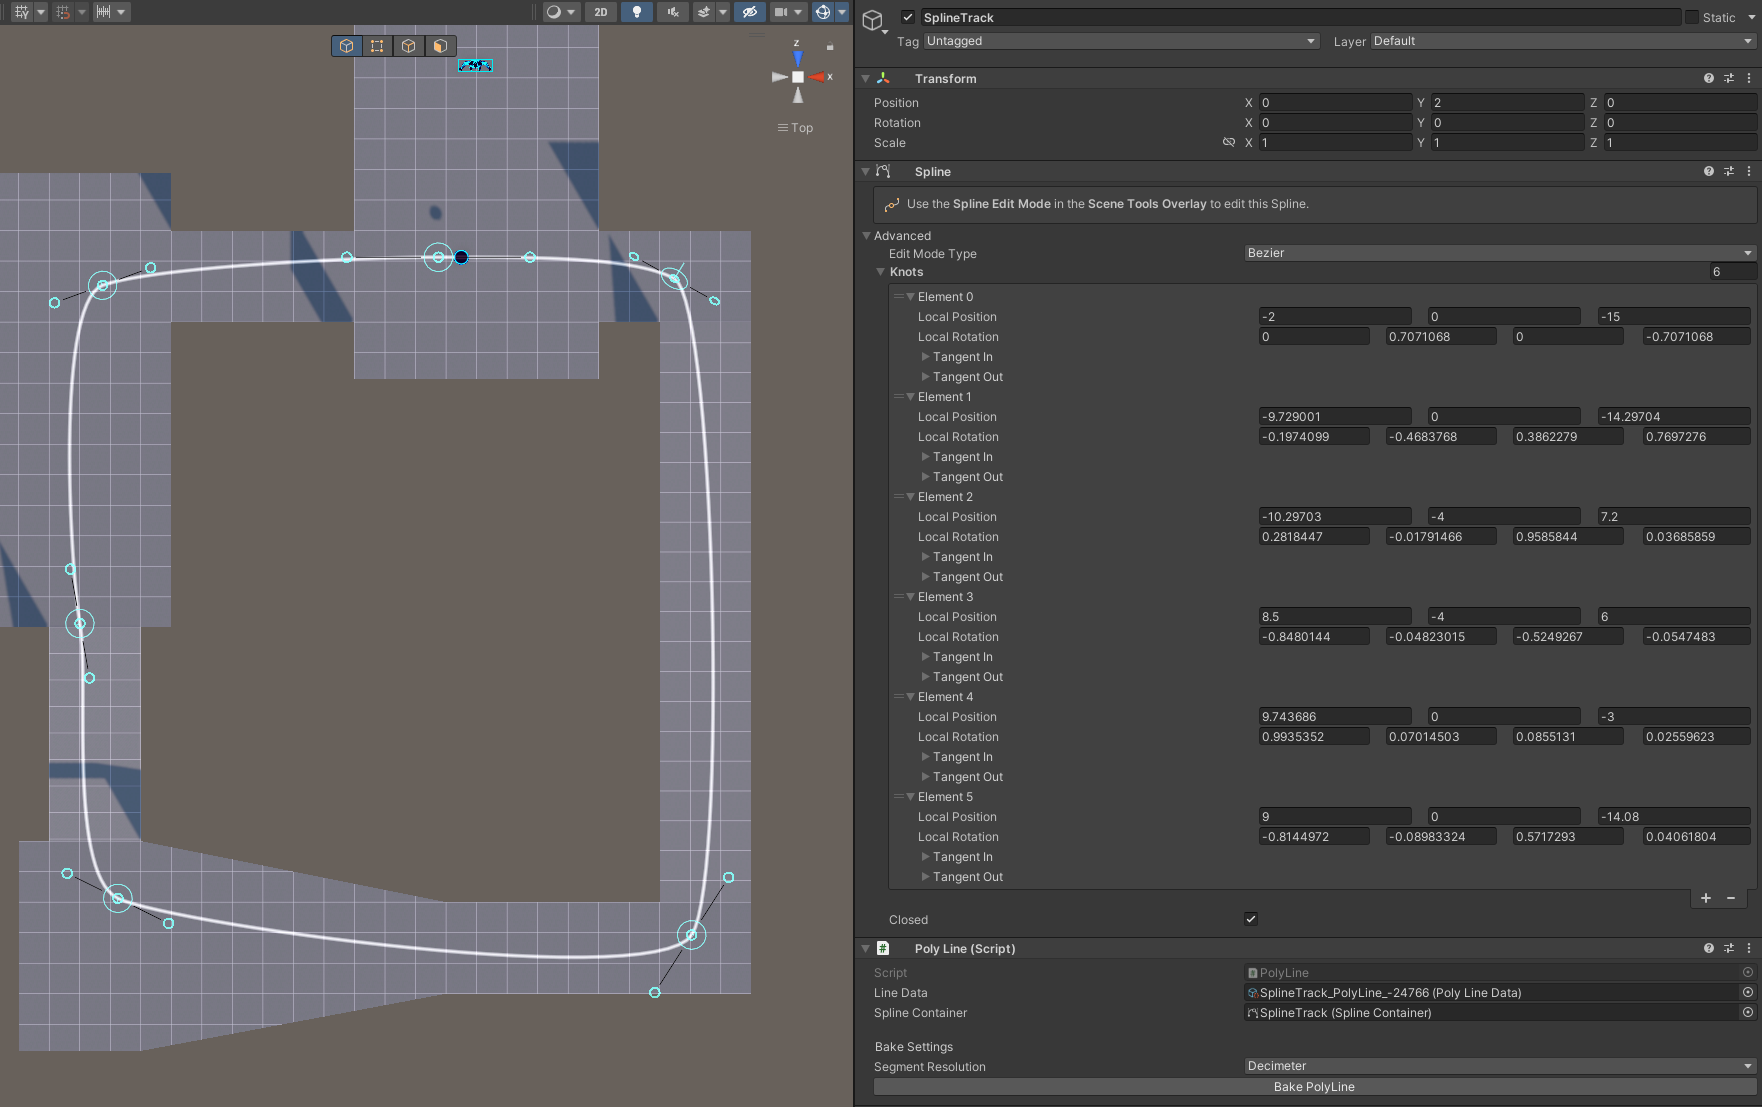 2D
z
x
Top
SplineTrack
Static
Tag Untagged Layer Default
Transform
Position X 0 Y 2 Z 0
Rotation X 0 Y 0 Z 0
Scale X 1 Y 1 Z 1
Spline
Use the Spline Edit Mode in the Scene Tools Overlay to edit this Spline.
Advanced
Edit Mode Type Bezier
Knots 6
Element 0
Local Position -2 0 -15
Local Rotation 0 0.7071068 0 -0.7071068
Tangent In
Tangent Out
Element 1
Local Position -9.729001 0 -14.29704
Local Rotation -0.1974099 -0.4683768 0.3862279 0.7697276
Tangent In
Tangent Out
Element 2
Local Position -10.29703 -4 7.2
Local Rotation 0.2818447 -0.01791466 0.9585844 0.03685859
Tangent In
Tangent Out
Element 3
Local Position 8.5 -4 6
Local Rotation -0.8480144 -0.04823015 -0.5249267 -0.0547483
Tangent In
Tangent Out
Element 4
Local Position 9.743686 0 -3
Local Rotation 0.9935352 0.07014503 0.0855131 0.02559623
Tangent In
Tangent Out
Element 5
Local Position 9 0 -14.08
Local Rotation -0.8144972 -0.08983324 0.5717293 0.04061804
Tangent In
Tangent Out
+ −
Closed
# Poly Line (Script)
Script PolyLine
Line Data SplineTrack_PolyLine_-24766 (Poly Line Data)
Spline Container SplineTrack (Spline Container)
Bake Settings
Segment Resolution Decimeter
Bake PolyLine